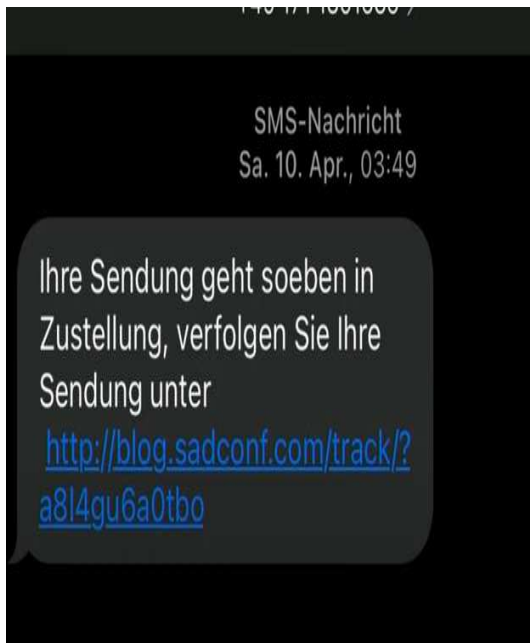 SMS-Nachricht
Sa. 10. Apr., 03:49
Ihre Sendung geht soeben in
Zustellung, verfolgen Sie Ihre
Sendung unter
http://blog.sadconf.com/track/?
a8l4gu6a0tbo